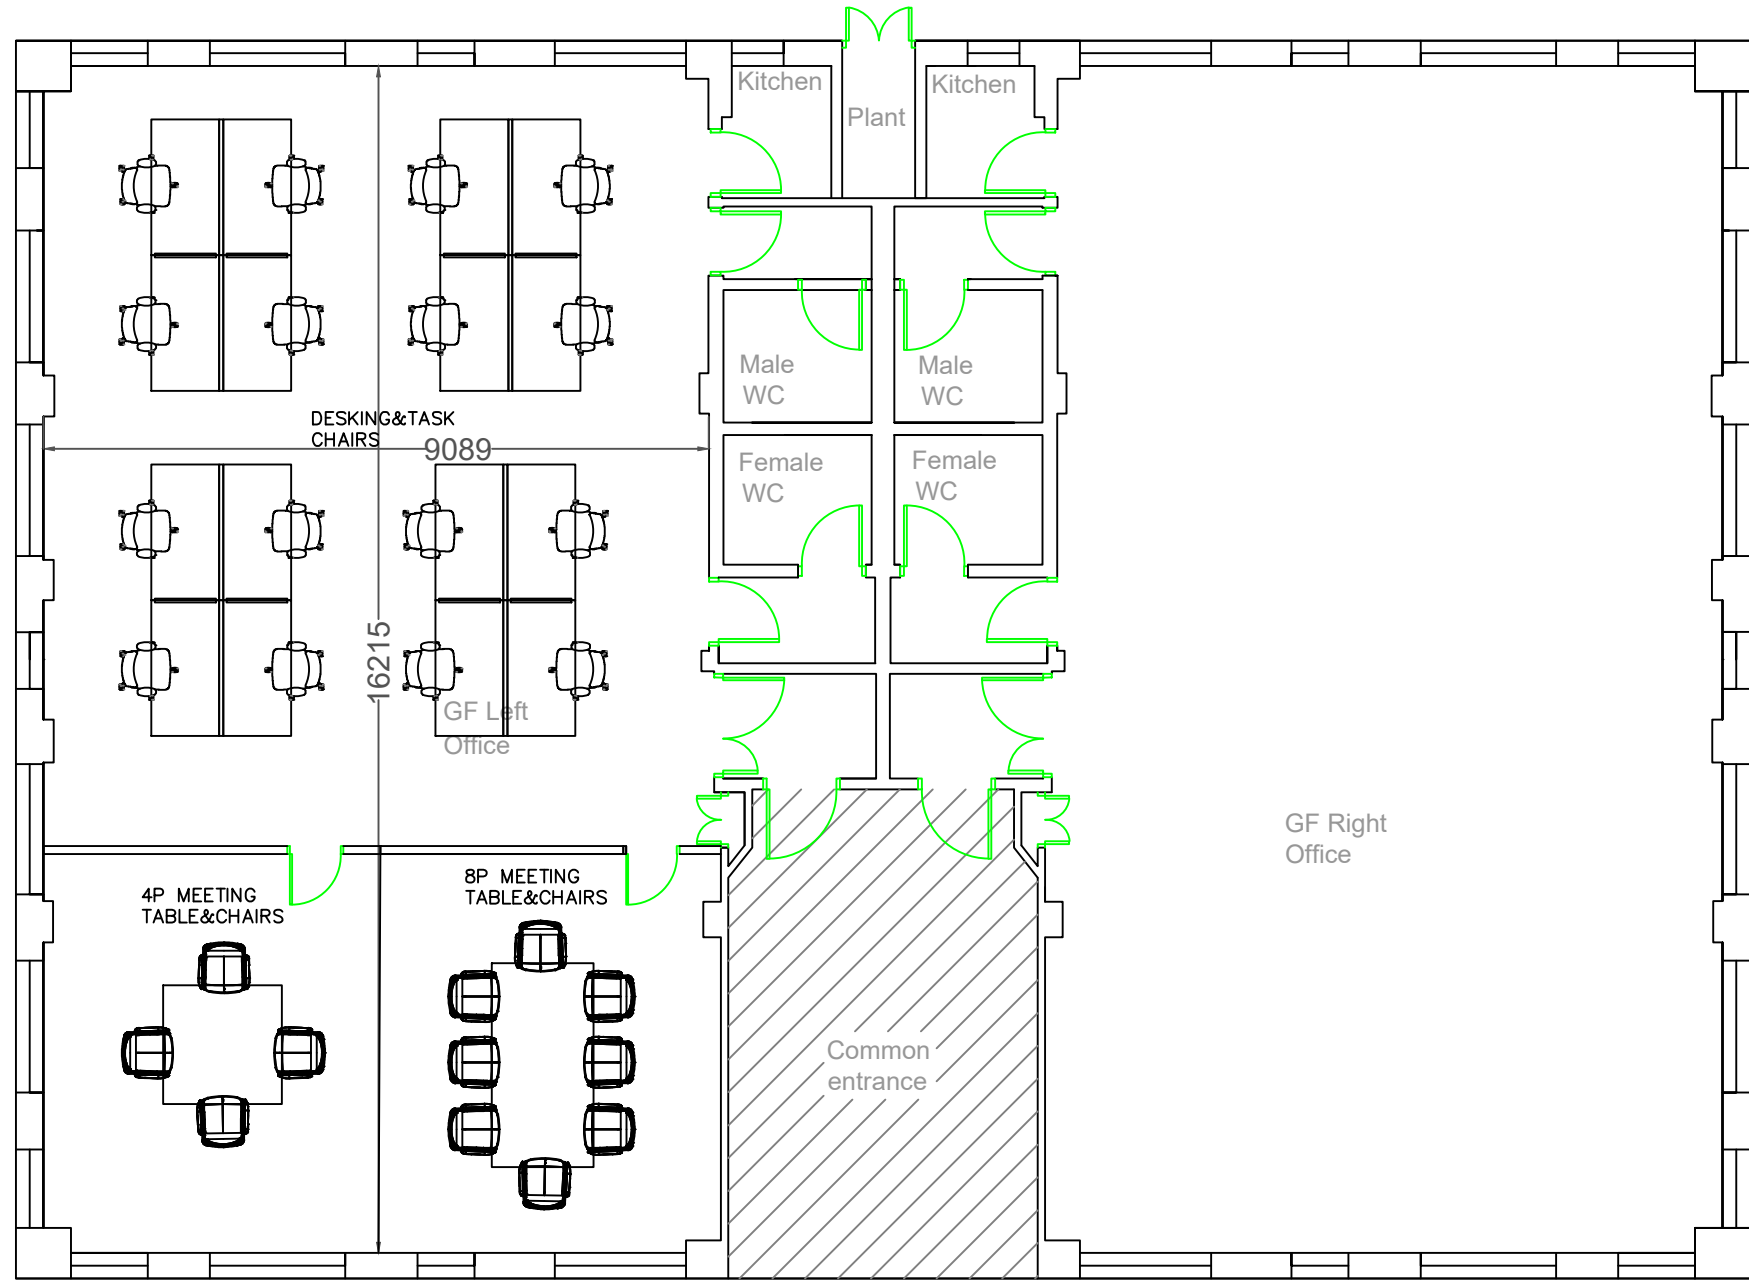 Kitchen
Plant
Kitchen
Male
WC
Male
WC
DESKING&TASK
CHAIRS
9089
Female
WC
Female
WC
16215
GF Left
Office
GF Right
Office
4P MEETING
TABLE&CHAIRS
8P MEETING
TABLE&CHAIRS
Common
entrance